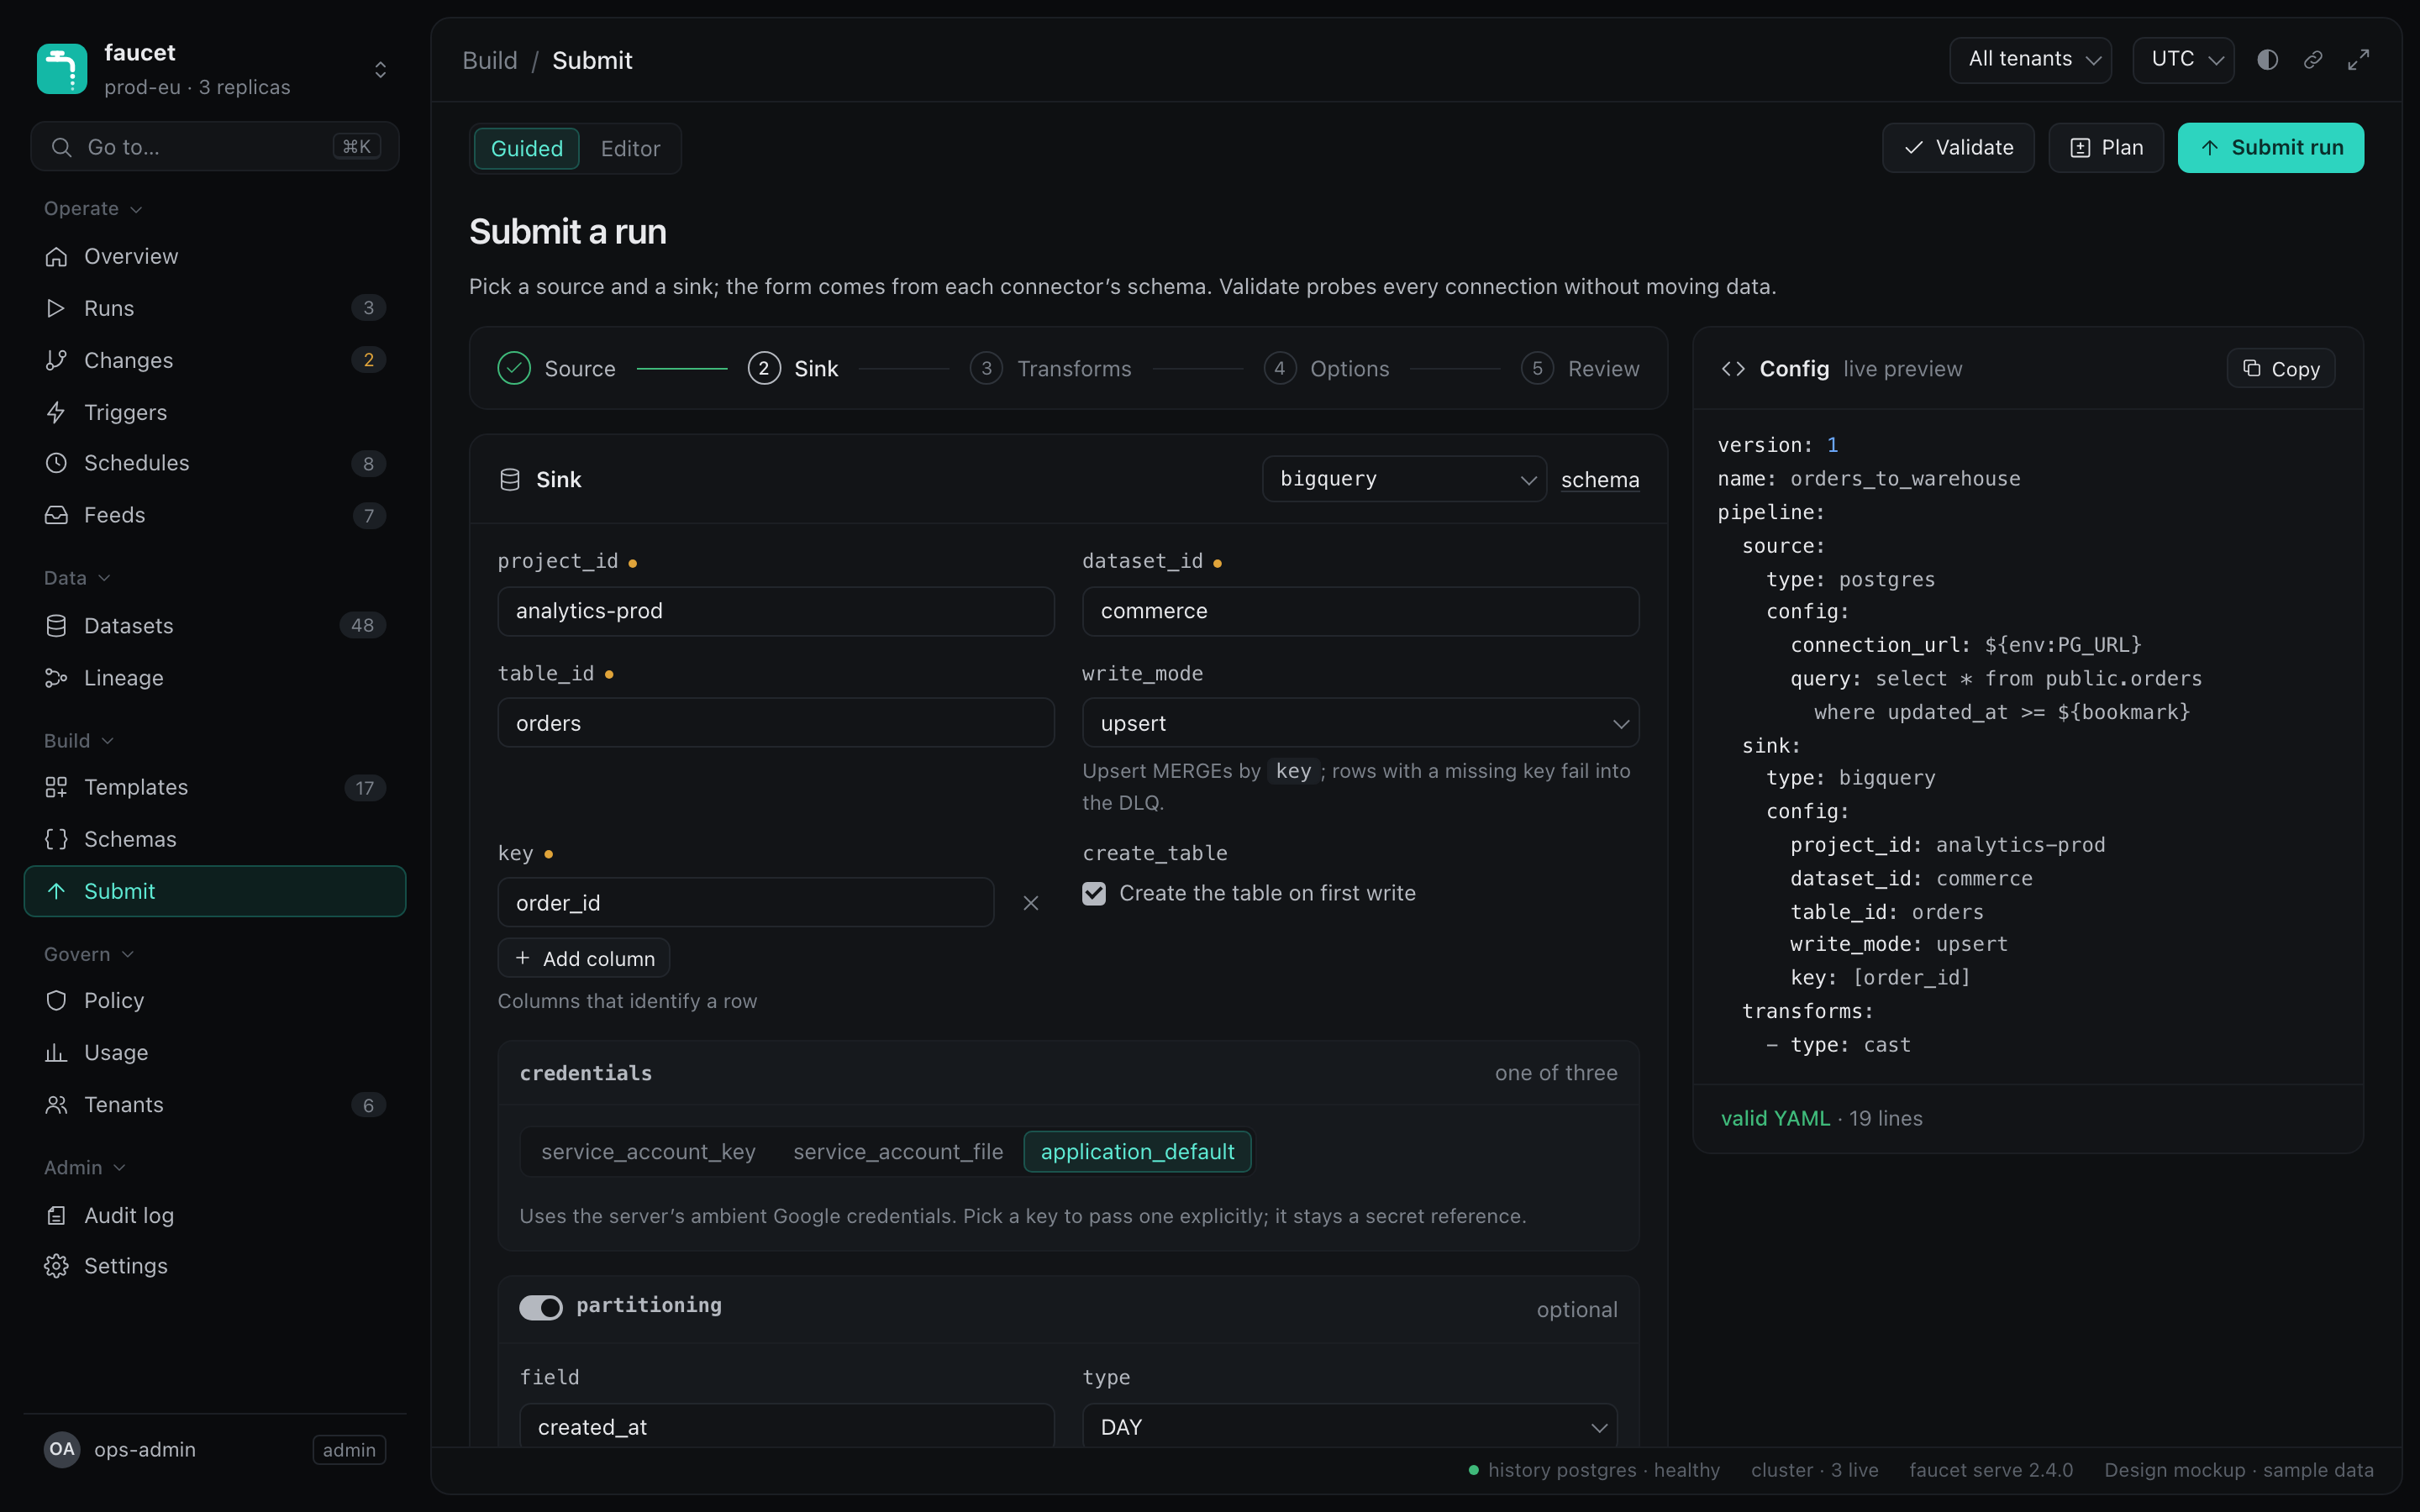 faucet
prod-eu · 3 replicas
Go to...
⌘K
Operate
Overview
Runs 3
Changes 2
Triggers
Schedules 8
Feeds 7
Data
Datasets 48
Lineage
Build
Templates 17
Schemas
Submit
Govern
Policy
Usage
Tenants 6
Admin
Audit log
Settings
OA ops-admin admin
Build / Submit
All tenants
UTC
Guided
Editor
Validate
Plan
Submit run
Submit a run
Pick a source and a sink; the form comes from each connector’s schema. Validate probes every connection without moving data.
Source
2 Sink
3 Transforms
4 Options
5 Review
Sink
bigquery
schema
project_id
analytics-prod
dataset_id
commerce
table_id
orders
write_mode
upsert
Upsert MERGEs by key; rows with a missing key fail into
the DLQ.
key
order_id
Add column
Columns that identify a row
create_table
Create the table on first write
credentials
one of three
service_account_key
service_account_file
application_default
Uses the server’s ambient Google credentials. Pick a key to pass one explicitly; it stays a secret reference.
partitioning
optional
field
created_at
type
DAY
Config live preview
Copy
version: 1
name: orders_to_warehouse
pipeline:
source:
type: postgres
config:
connection_url: ${env:PG_URL}
query: select * from public.orders
where updated_at >= ${bookmark}
sink:
type: bigquery
config:
project_id: analytics-prod
dataset_id: commerce
table_id: orders
write_mode: upsert
key: [order_id]
transforms:
- type: cast
valid YAML · 19 lines
history postgres · healthy
cluster · 3 live
faucet serve 2.4.0
Design mockup · sample data